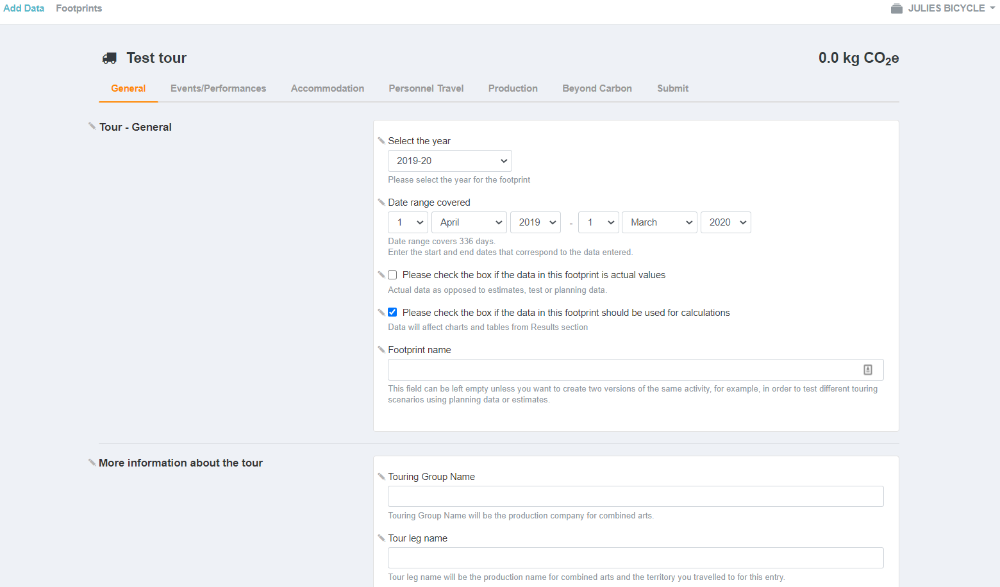 Add Data Footprints JULIES BICYCLE
Test tour 0.0 kg CO₂e
General Events/Performances Accommodation Personnel Travel Production Beyond Carbon Submit
Tour - General
Select the year
2019-20
Please select the year for the footprint
Date range covered
1 April 2019 - 1 March 2020
Date range covers 336 days.
Enter the start and end dates that correspond to the data entered.
Please check the box if the data in this footprint is actual values
Actual data as opposed to estimates, test or planning data.
Please check the box if the data in this footprint should be used for calculations
Data will affect charts and tables from Results section
Footprint name
This field can be left empty unless you want to create two versions of the same activity, for example, in order to test different touring
scenarios using planning data or estimates.
More information about the tour
Touring Group Name
Touring Group Name will be the production company for combined arts.
Tour leg name
Tour leg name will be the production name for combined arts and the territory you travelled to for this entry.